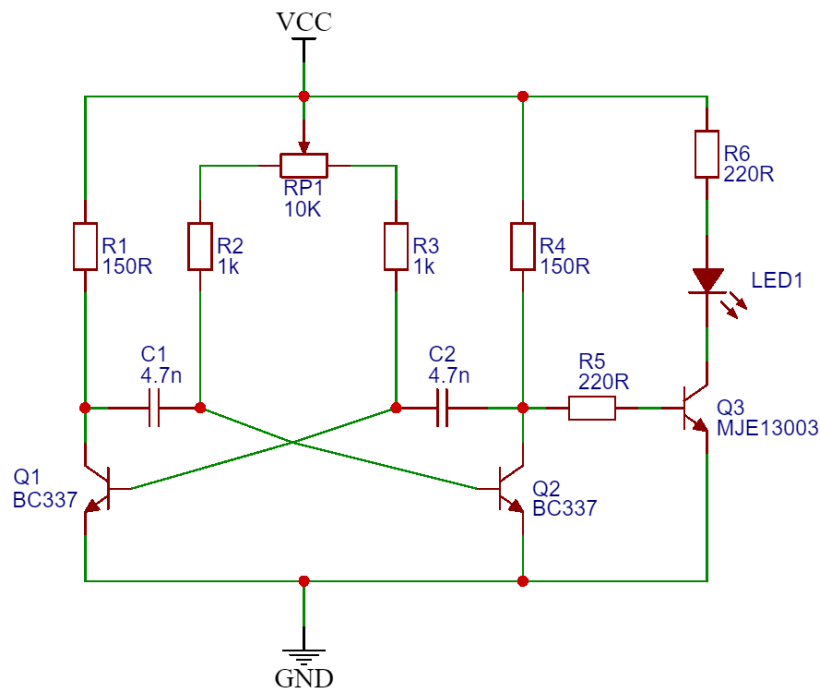 VCC
R6
220R
RP1
10K
R1
150R
R2
1k
R3
1k
R4
150R
LED1
C1
4.7n
C2
4.7n
R5
220R
Q3
MJE13003
Q1
BC337
Q2
BC337
GND